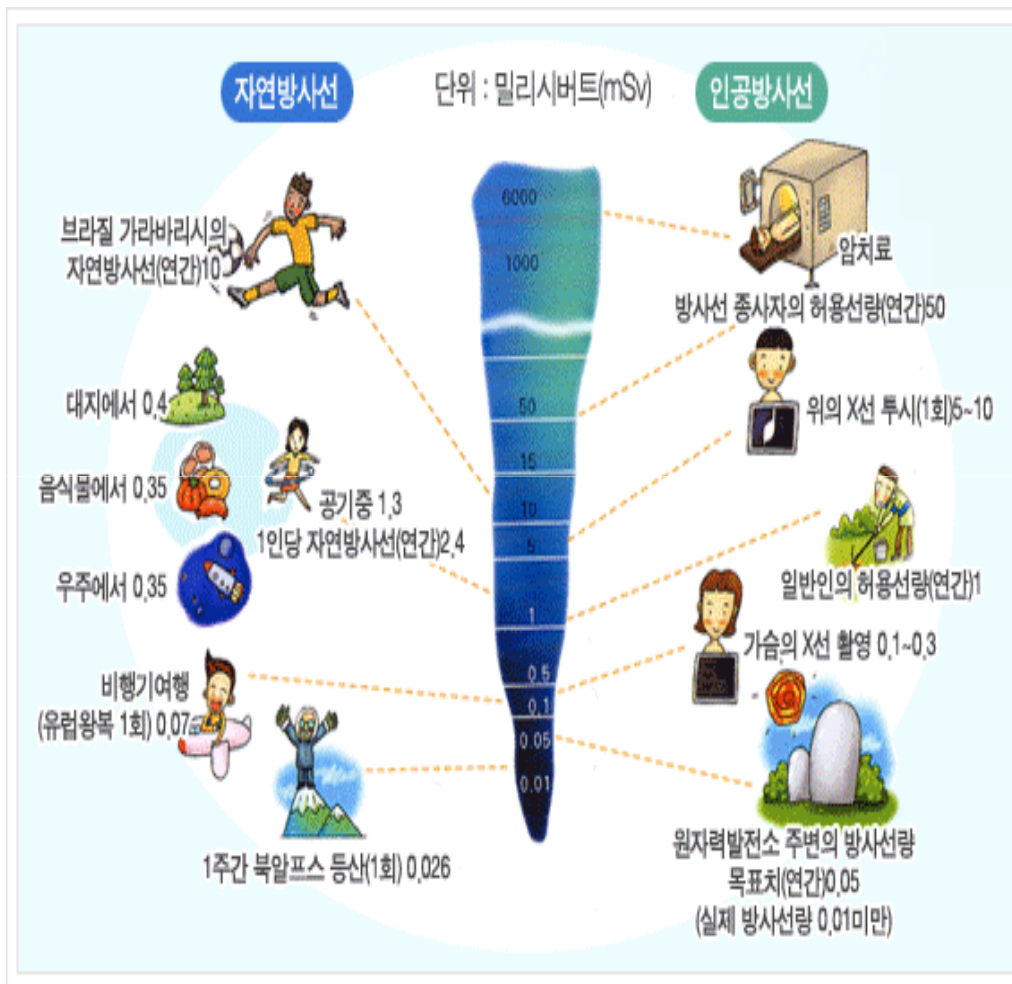 자연방사선
단위 : 밀리시버트(mSv)
인공방사선
브라질 가라바리시의
자연방사선(연간)10
대지에서 0.4
음식물에서 0.35
공기중 1.3
1인당 자연방사선(연간)2.4
우주에서 0.35
비행기여행
(유럽왕복 1회) 0.07
1주간 북알프스 등산(1회) 0.026
6000
1000
50
15
10
5
1
0.5
0.1
0.05
0.01
암치료
방사선 종사자의 허용선량(연간)50
위의 X선 투시(1회)5~10
일반인의 허용선량(연간)1
가슴의 X선 촬영 0.1~0.3
원자력발전소 주변의 방사선량
목표치(연간)0.05
(실제 방사선량 0.01미만)